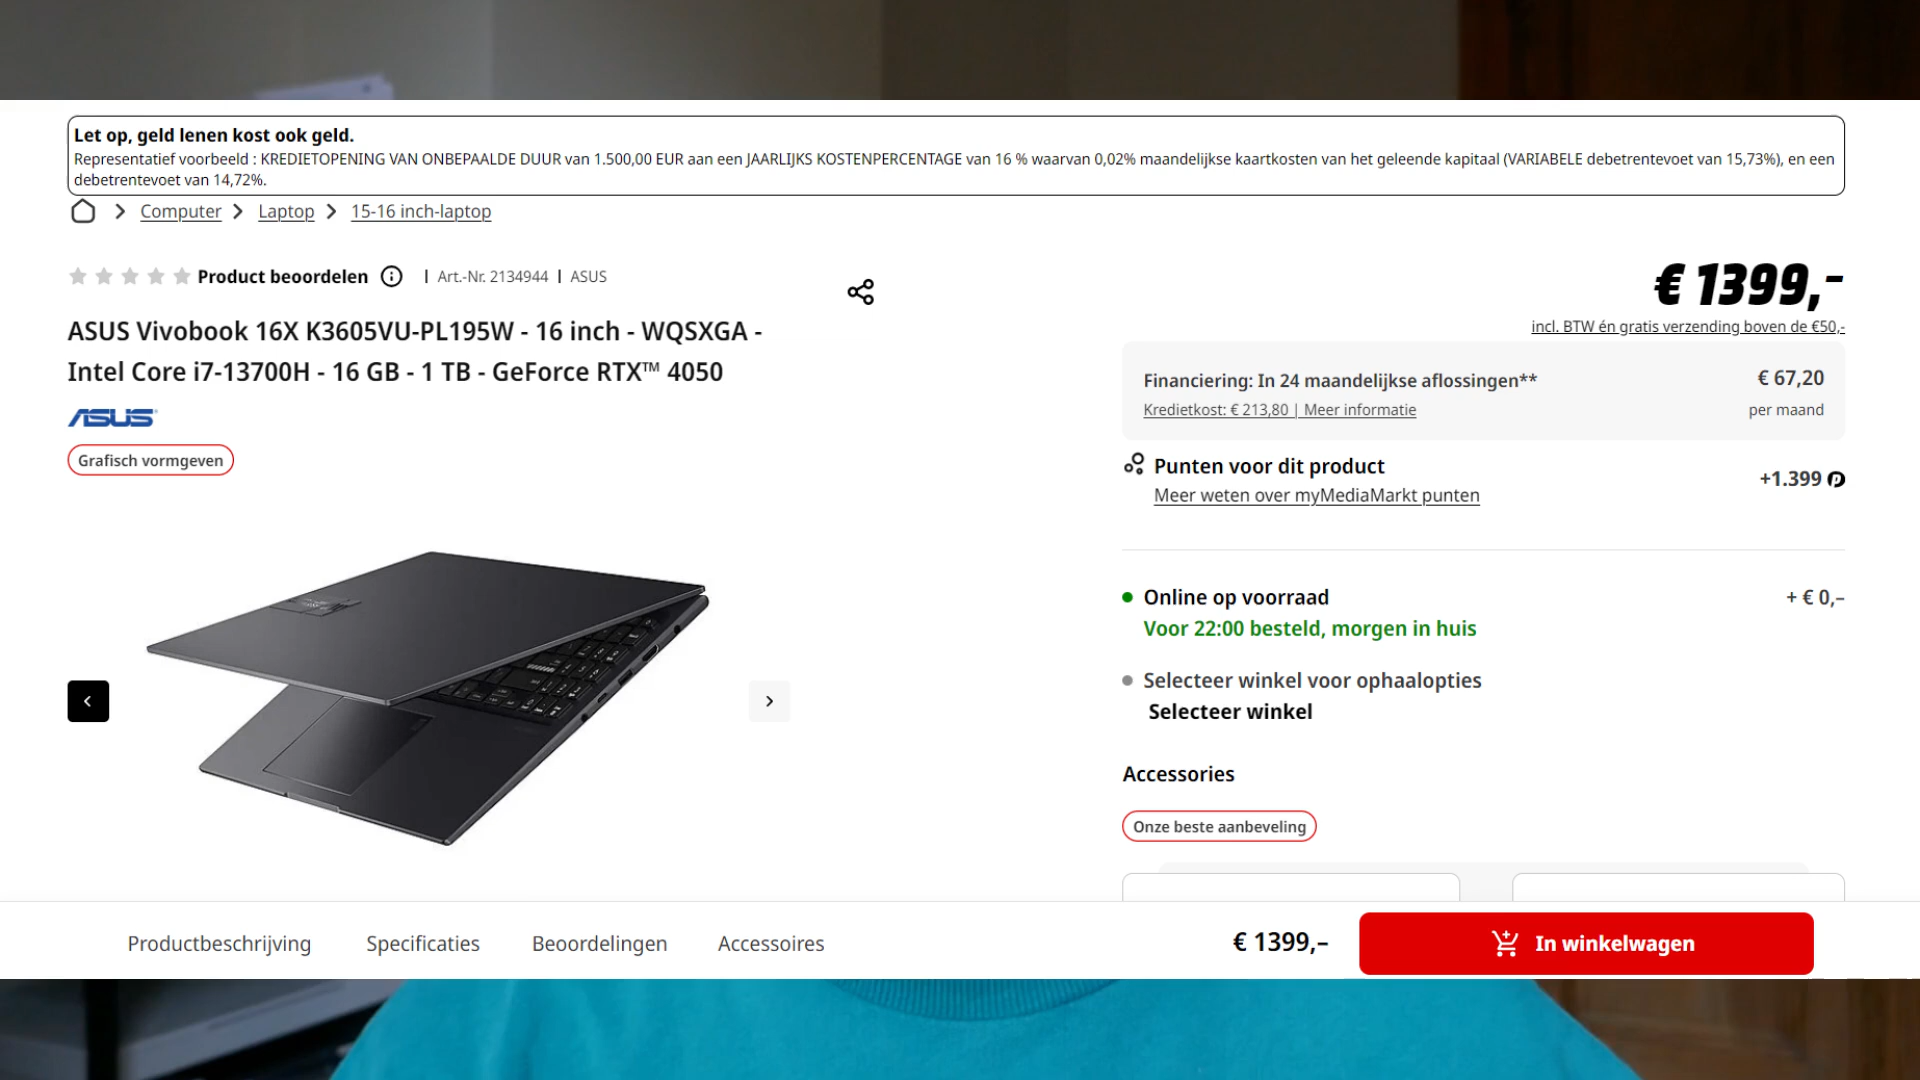 Let op, geld lenen kost ook geld.
Representatief voorbeeld : KREDIETOPENING VAN ONBEPAALDE DUUR van 1.500,00 EUR aan een JAARLIJKS KOSTENPERCENTAGE van 16 % waarvan 0,02% maandelijkse kaartkosten van het geleende kapitaal (VARIABELE debetrentevoet van 15,73%), en een
debetrentevoet van 14,72%.
Computer Laptop 15-16 inch-laptop
Product beoordelen | Art.-Nr. 2134944 | ASUS
ASUS Vivobook 16X K3605VU-PL195W - 16 inch - WQSXGA -
Intel Core i7-13700H - 16 GB - 1 TB - GeForce RTX™ 4050
ASUS
Grafisch vormgeven
€ 1399,-
incl. BTW én gratis verzending boven de €50,-
Financiering: In 24 maandelijkse aflossingen** € 67,20
Kredietkost: € 213,80 | Meer informatie per maand
Punten voor dit product +1.399
Meer weten over myMediaMarkt punten
Online op voorraad + € 0,–
Voor 22:00 besteld, morgen in huis
Selecteer winkel voor ophaalopties
Selecteer winkel
Accessories
Onze beste aanbeveling
Productbeschrijving Specificaties Beoordelingen Accessoires € 1399,– In winkelwagen